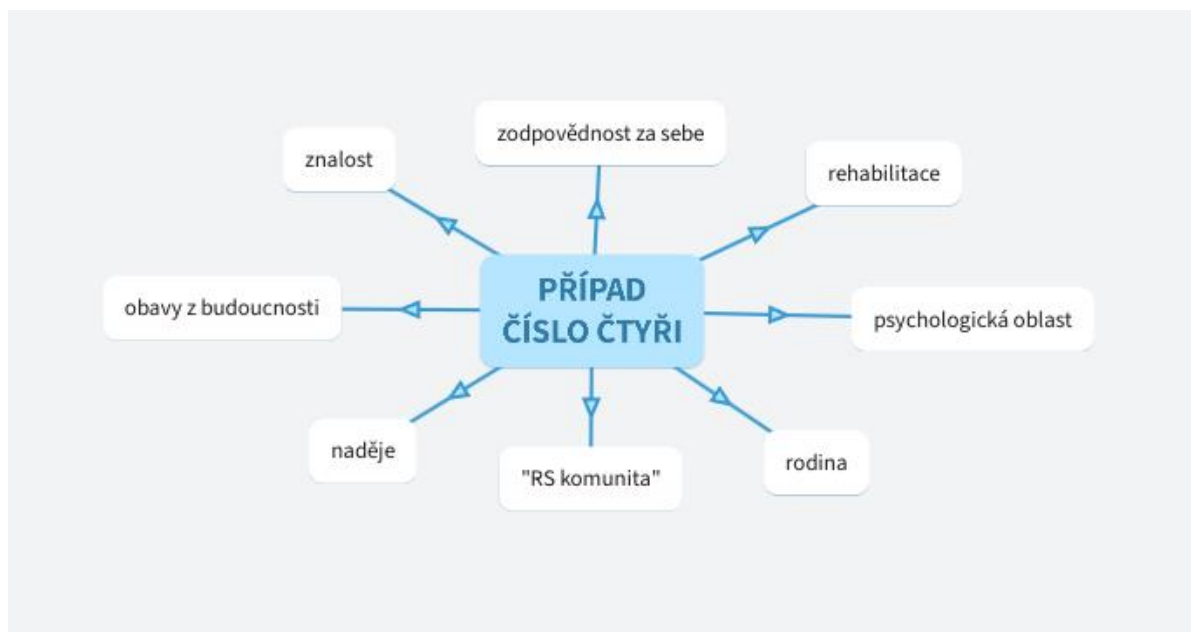 zodpovědnost za sebe
znalost
rehabilitace
PŘÍPAD
ČÍSLO ČTYŘI
obavy z budoucnosti
psychologická oblast
naděje
"RS komunita"
rodina